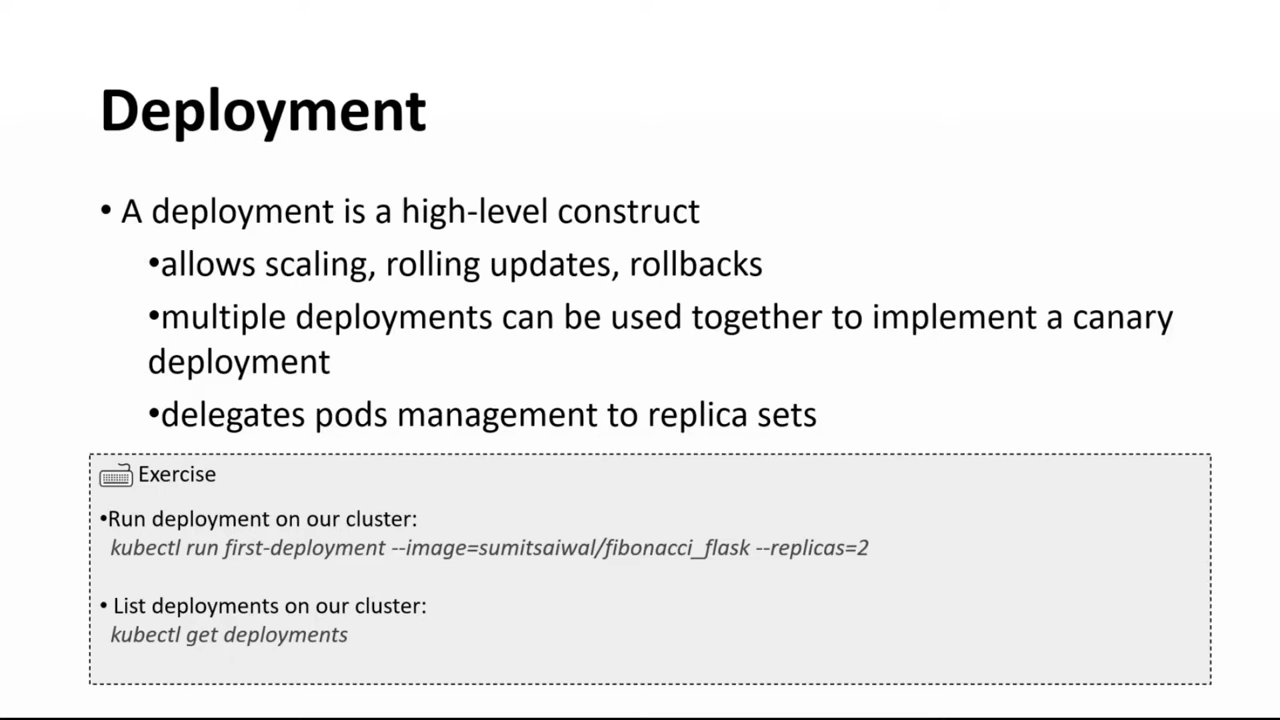 Deployment
• A deployment is a high-level construct
•allows scaling, rolling updates, rollbacks
•multiple deployments can be used together to implement a canary
deployment
•delegates pods management to replica sets
Exercise
•Run deployment on our cluster:
kubectl run first-deployment --image=sumitsaiwal/fibonacci_flask --replicas=2
• List deployments on our cluster:
kubectl get deployments